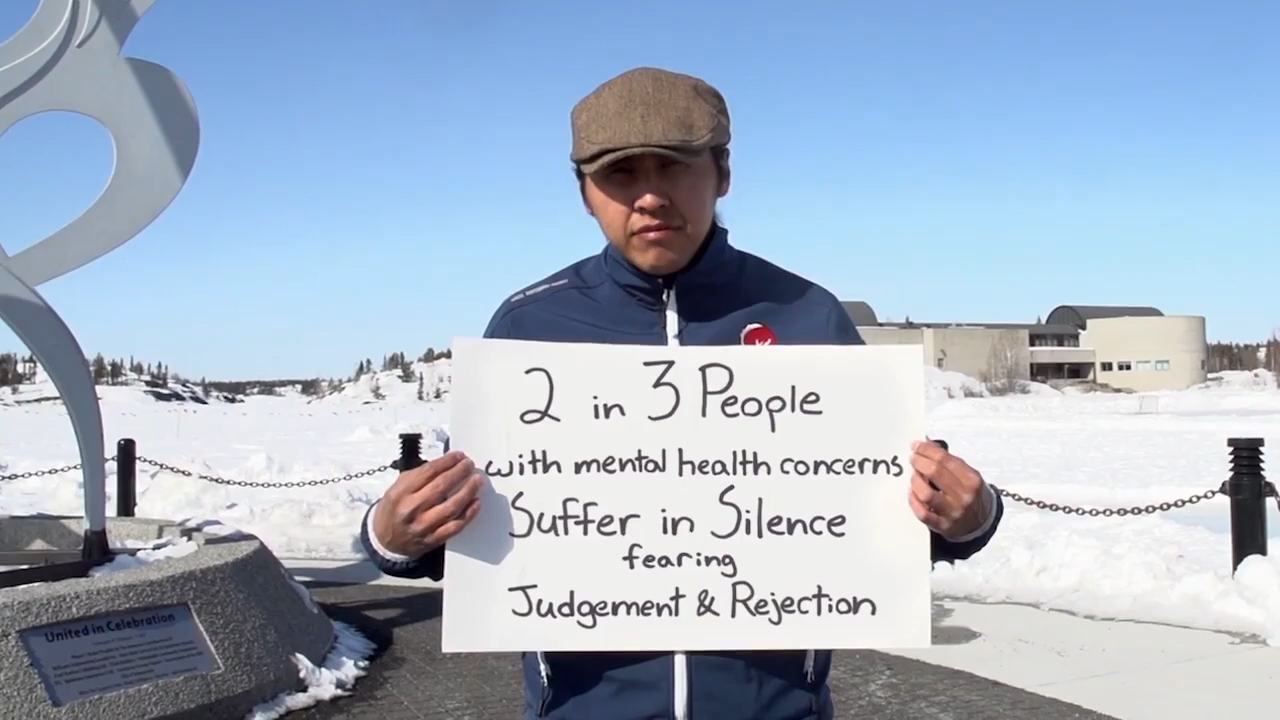 2 in 3 People
with mental health concerns
Suffer in Silence
fearing
Judgement & Rejection
United in Celebration